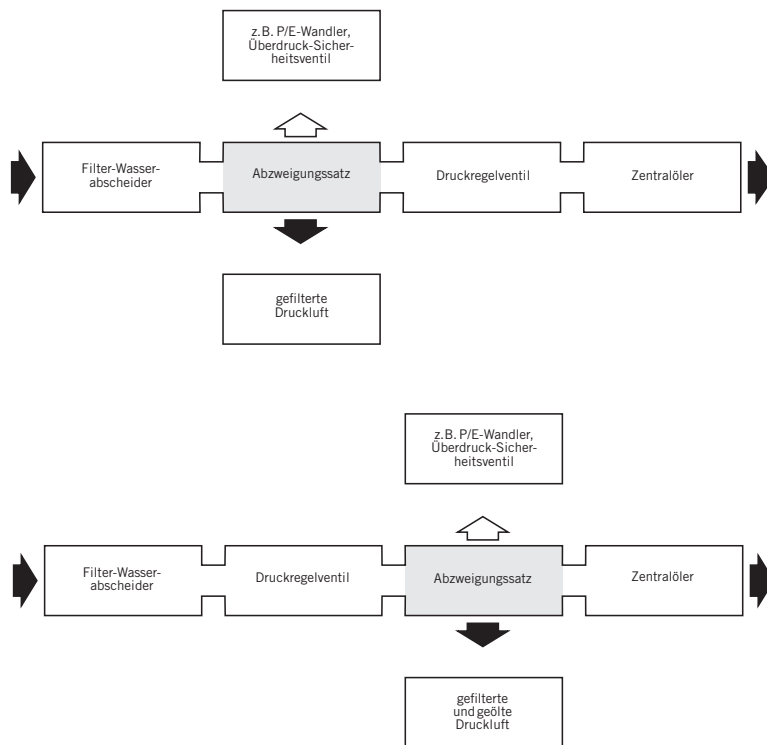 z.B. P/E-Wandler,
Überdruck-Sicher-
heitsventil
Filter-Wasser-
abscheider
Abzweigungssatz
Druckregelventil
Zentralöler
gefilterte
Druckluft
z.B. P/E-Wandler,
Überdruck-Sicher-
heitsventil
Filter-Wasser-
abscheider
Druckregelventil
Abzweigungssatz
Zentralöler
gefilterte
und geölte
Druckluft